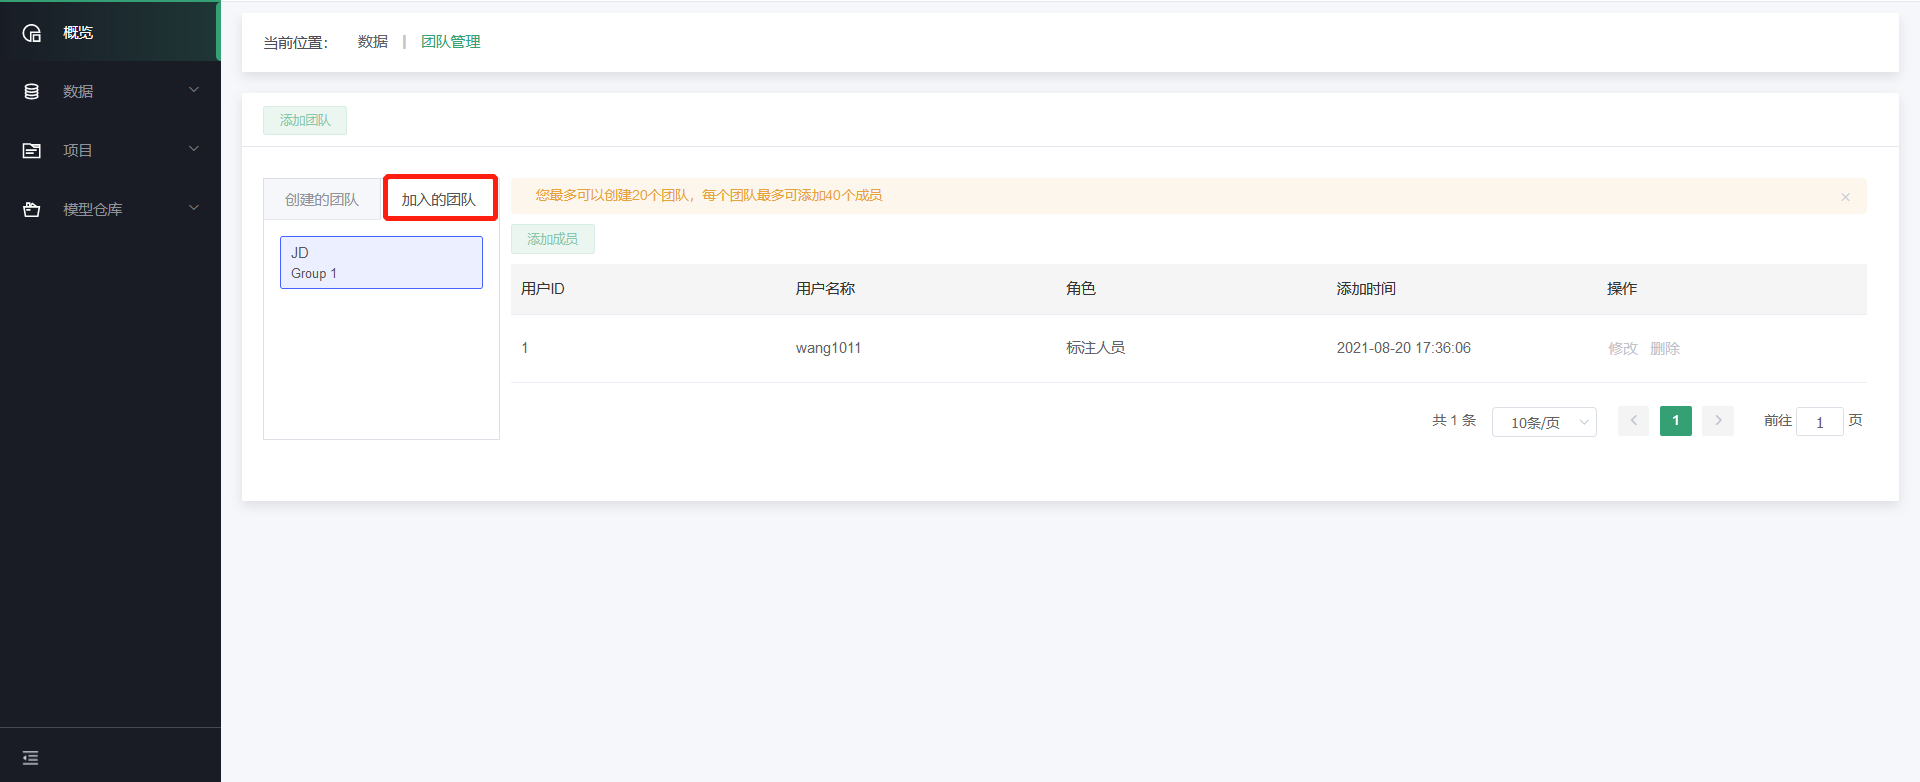 概览
数据
项目
模型仓库
当前位置： 数据 | 团队管理
添加团队
创建的团队 加入的团队
JD
Group 1
您最多可以创建20个团队，每个团队最多可添加40个成员
添加成员
用户ID 用户名称 角色 添加时间 操作
1 wang1011 标注人员 2021-08-20 17:36:06 修改 删除
共 1 条 10条/页 1 前往 1 页